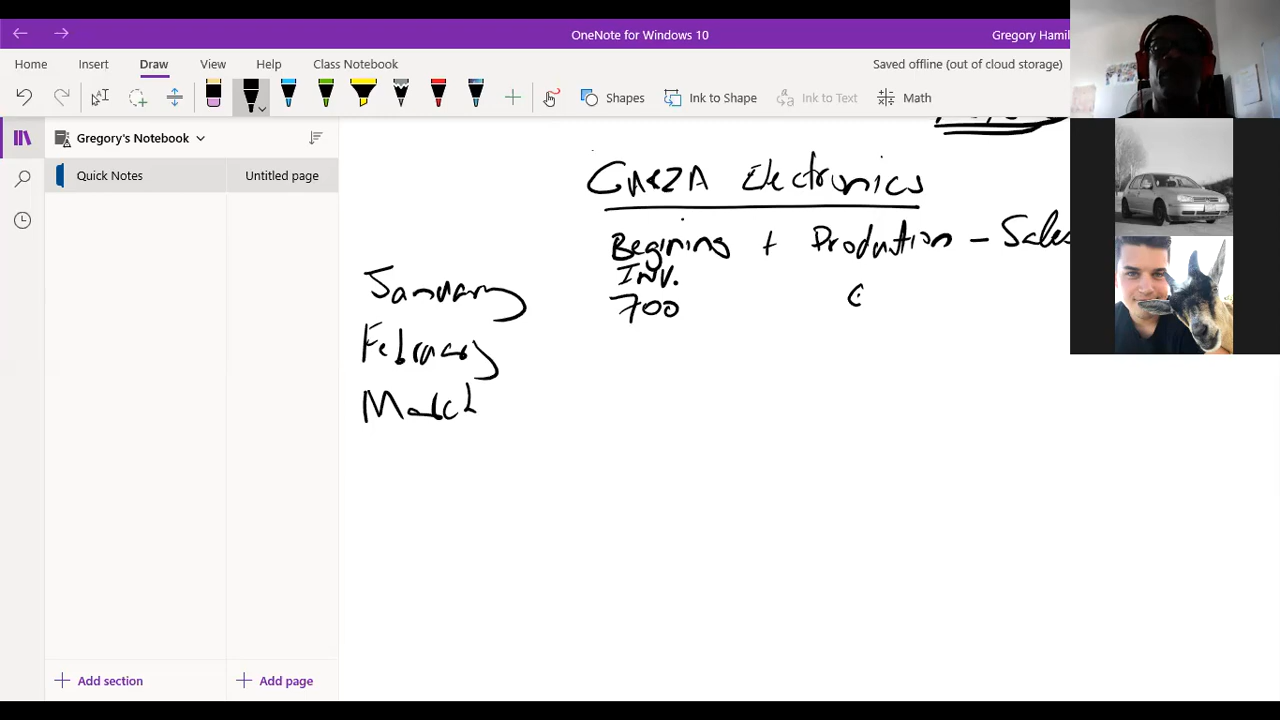 OneNote for Windows 10
Gregory Hamil
Home Insert Draw View Help Class Notebook
Saved offline (out of cloud storage)
Shapes Ink to Shape Ink to Text Math
Gregory's Notebook
Quick Notes
Untitled page
Electronics
Begining + Production - Sales
INV.
700
January
February
March
Add section
Add page